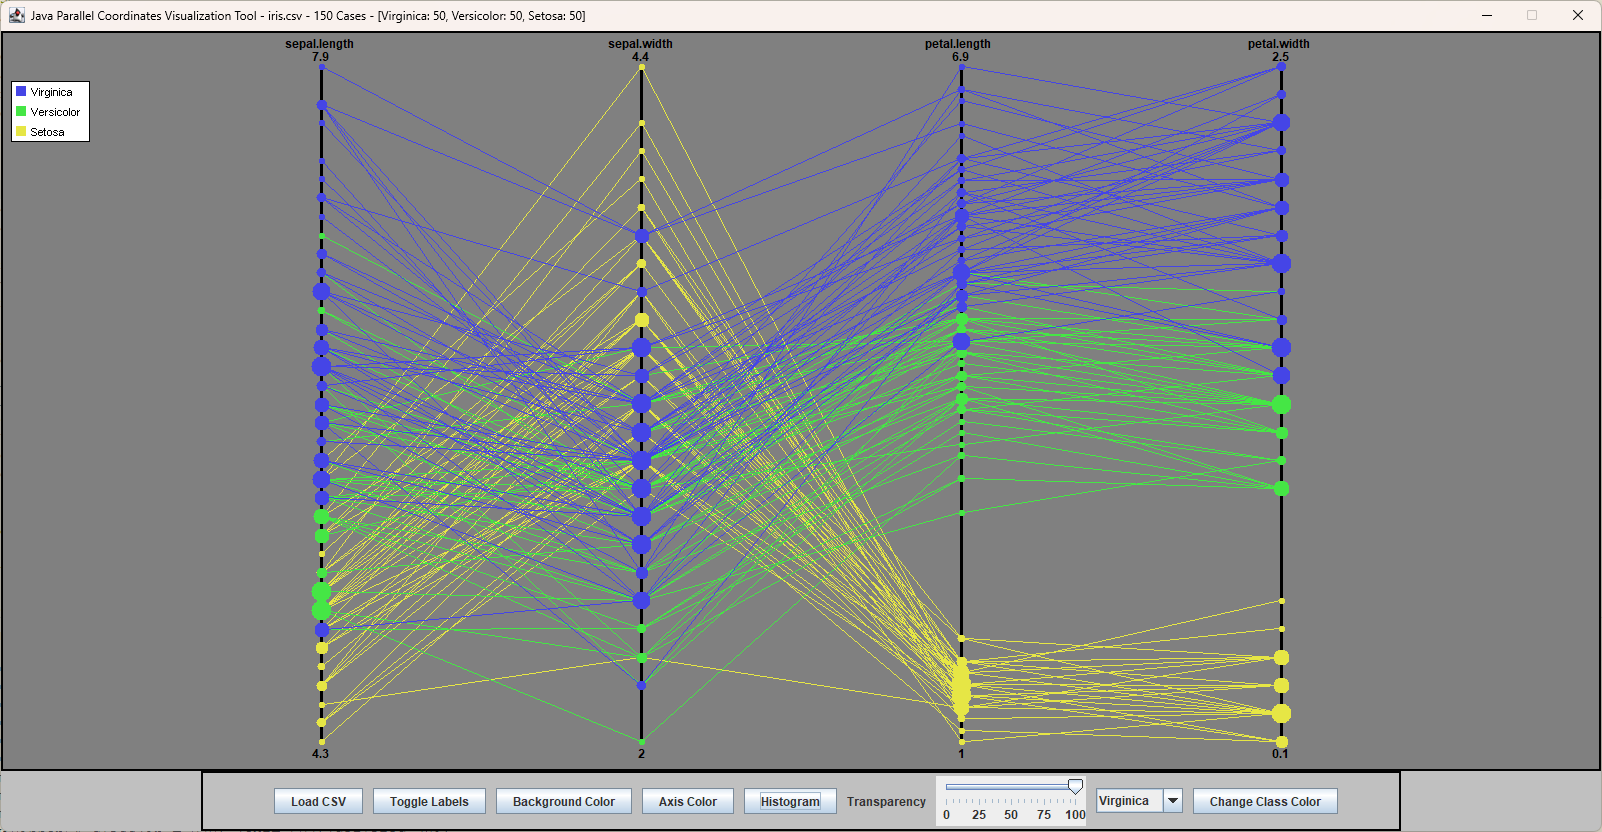 Java Parallel Coordinates Visualization Tool - iris.csv - 150 Cases - [Virginica: 50, Versicolor: 50, Setosa: 50]
sepal.length sepal.width petal.length petal.width
7.9 4.4 6.9 2.5
Virginica
Versicolor
Setosa
4.3 2 1 0.1
Load CSV Toggle Labels Background Color Axis Color Histogram Transparency Virginica Change Class Color
0 25 50 75 100